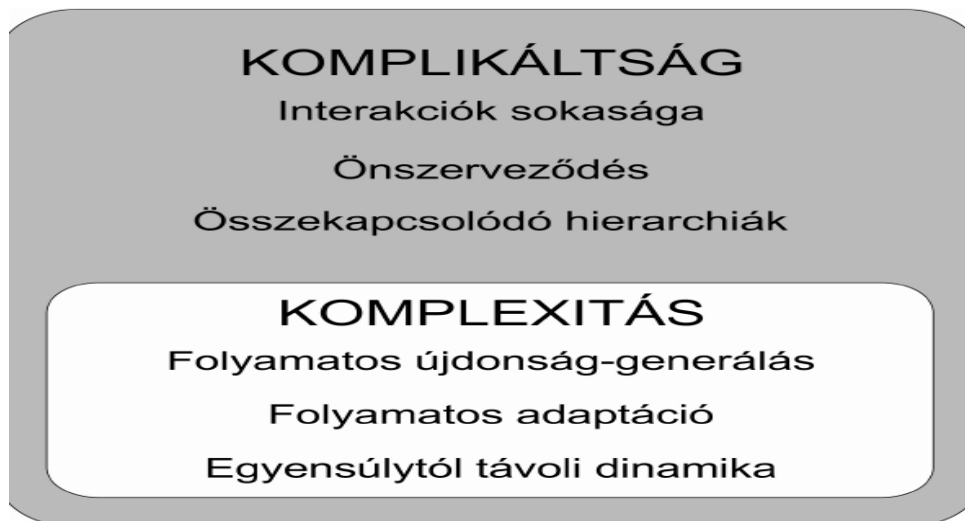 KOMPLIKÁLTSÁG
Interakciók sokasága
Önszerveződés
Összekapcsolódó hierarchiák
KOMPLEXITÁS
Folyamatos újdonság-generálás
Folyamatos adaptáció
Egyensúlytól távoli dinamika